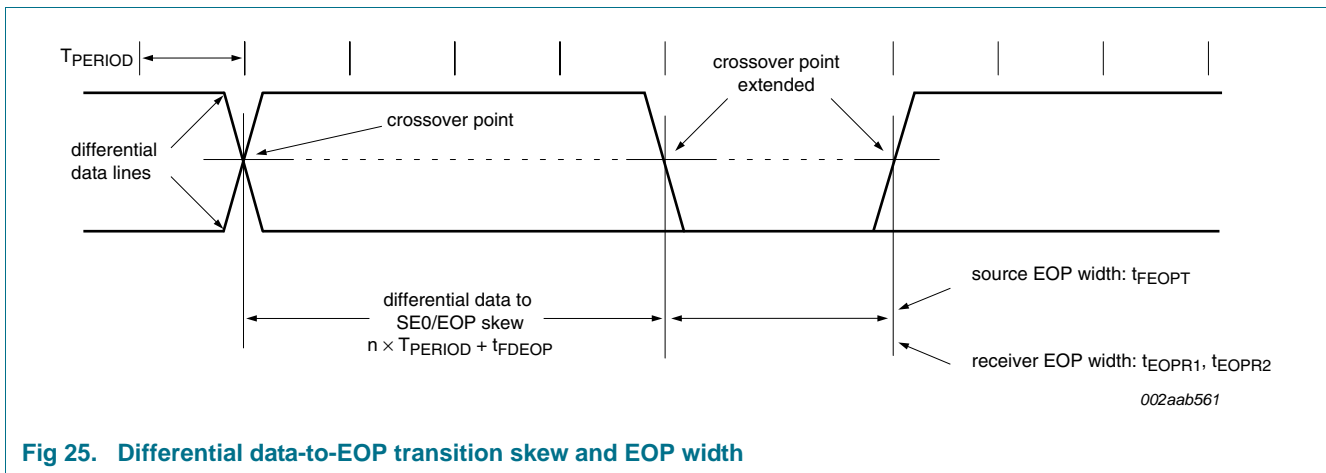 TPERIOD
crossover point
extended
crossover point
differential
data lines
source EOP width: tFEOPT
differential data to
SE0/EOP skew
n × TPERIOD + tFDEOP
receiver EOP width: tEOPR1, tEOPR2
002aab561
Fig 25. Differential data-to-EOP transition skew and EOP width